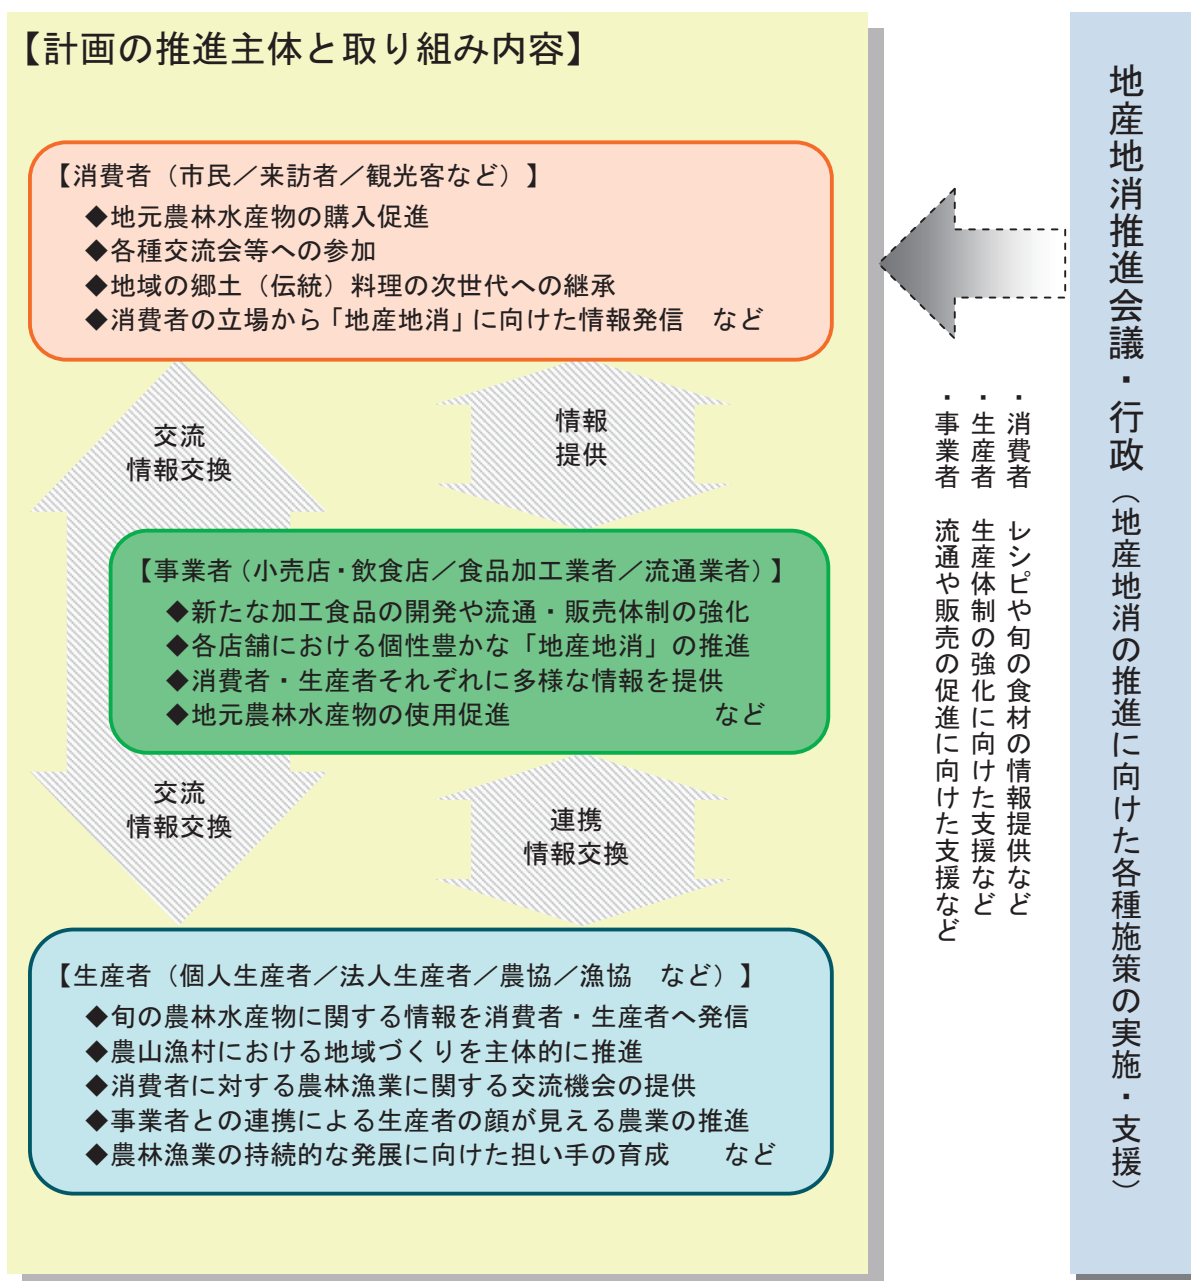 【計画の推進主体と取り組み内容】
【消費者（市民／来訪者／観光客など）】
◆地元農林水産物の購入促進
◆各種交流会等への参加
◆地域の郷土（伝統）料理の次世代への継承
◆消費者の立場から「地産地消」に向けた情報発信　など
交流
情報交換
情報
提供
【事業者（小売店・飲食店／食品加工業者／流通業者）】
◆新たな加工食品の開発や流通・販売体制の強化
◆各店舗における個性豊かな「地産地消」の推進
◆消費者・生産者それぞれに多様な情報を提供
◆地元農林水産物の使用促進　など
交流
情報交換
連携
情報交換
【生産者（個人生産者／法人生産者／農協／漁協　など）】
◆旬の農林水産物に関する情報を消費者・生産者へ発信
◆農山漁村における地域づくりを主体的に推進
◆消費者に対する農林漁業に関する交流機会の提供
◆事業者との連携による生産者の顔が見える農業の推進
◆農林漁業の持続的な発展に向けた担い手の育成　など
地産地消推進会議・行政（地産地消の推進に向けた各種施策の実施・支援）
・消費者　レシピや旬の食材の情報提供など
・生産者　生産体制の強化に向けた支援など
・事業者　流通や販売の促進に向けた支援など